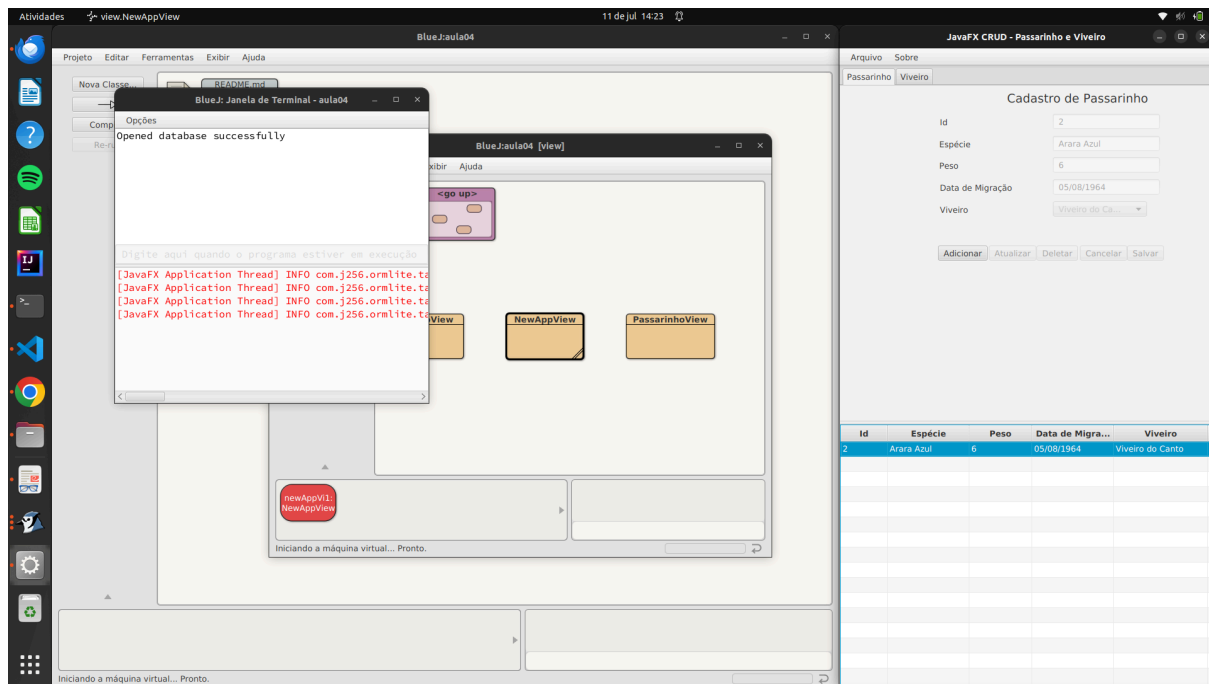 Atividades view.NewAppView 11 de jul 14:23
BlueJ:aula04
Projeto Editar Ferramentas Exibir Ajuda
Nova Classe...
README.md
Comp
Re-ru
BlueJ: Janela de Terminal - aula04
Opções
Opened database successfully
Digite aqui quando o programa estiver em execução
[JavaFX Application Thread] INFO com.j256.ormlite.ta
[JavaFX Application Thread] INFO com.j256.ormlite.ta
[JavaFX Application Thread] INFO com.j256.ormlite.ta
[JavaFX Application Thread] INFO com.j256.ormlite.ta
BlueJ:aula04 [view]
xibir Ajuda
<go up>
View NewAppView PassarinhoView
newAppVi1:
NewAppView
Iniciando a máquina virtual... Pronto.
Iniciando a máquina virtual... Pronto.
JavaFX CRUD - Passarinho e Viveiro
Arquivo Sobre
Passarinho Viveiro
Cadastro de Passarinho
Id 2
Espécie Arara Azul
Peso 6
Data de Migração 05/08/1964
Viveiro Viveiro do Ca...
Adicionar Atualizar Deletar Cancelar Salvar
Id Espécie Peso Data de Migra... Viveiro
2 Arara Azul 6 05/08/1964 Viveiro do Canto